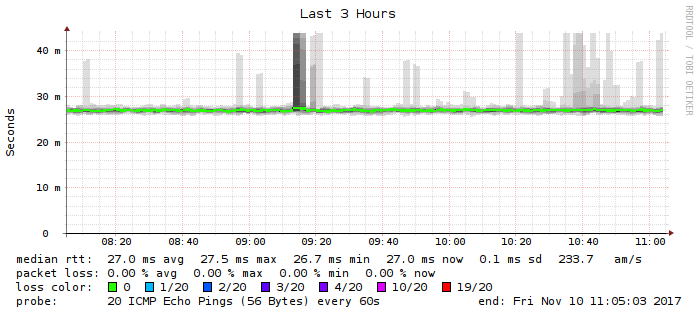 Last 3 Hours
RRDTOOL / TOBI OETIKER
Seconds
40 m
30 m
20 m
10 m
0
08:20 08:40 09:00 09:20 09:40 10:00 10:20 10:40 11:00
median rtt: 27.0 ms avg 27.5 ms max 26.7 ms min 27.0 ms now 0.1 ms sd 233.7 am/s
packet loss: 0.00 % avg 0.00 % max 0.00 % min 0.00 % now
loss color: 0 1/20 2/20 3/20 4/20 10/20 19/20
probe: 20 ICMP Echo Pings (56 Bytes) every 60s end: Fri Nov 10 11:05:03 2017